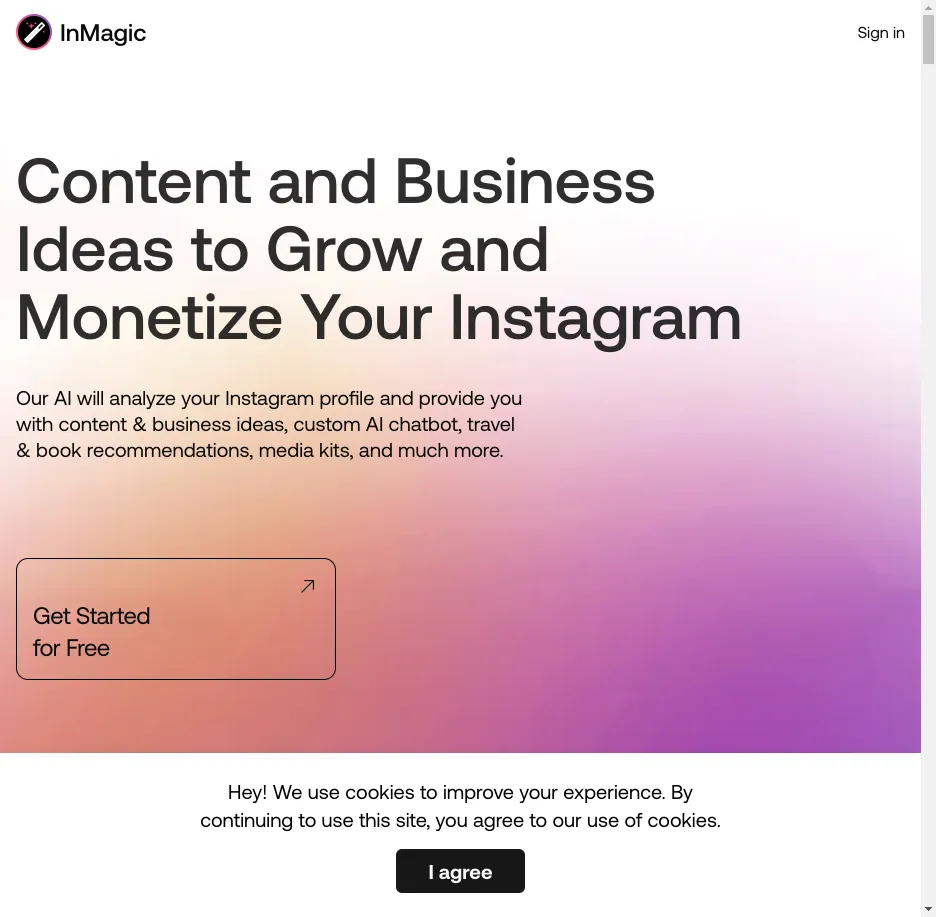 InMagic
Sign in
Content and Business
Ideas to Grow and
Monetize Your Instagram
Our AI will analyze your Instagram profile and provide you
with content & business ideas, custom AI chatbot, travel
& book recommendations, media kits, and much more.
Get Started
for Free
Hey! We use cookies to improve your experience. By
continuing to use this site, you agree to our use of cookies.
I agree